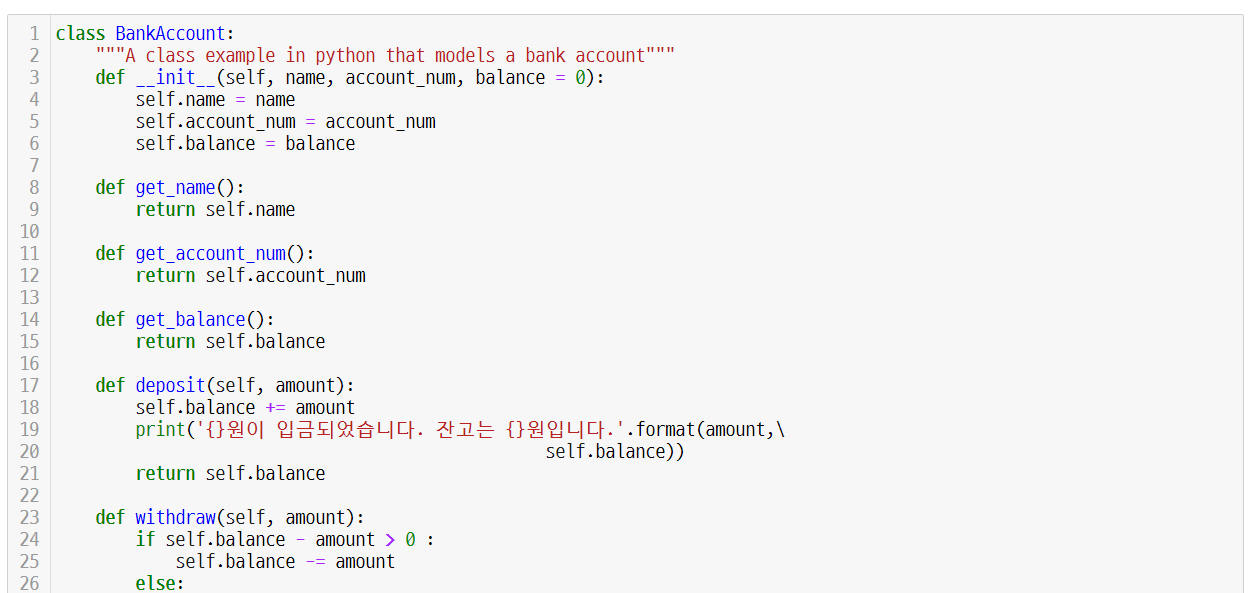 1 class BankAccount:
2     """A class example in python that models a bank account"""
3     def __init__(self, name, account_num, balance = 0):
4         self.name = name
5         self.account_num = account_num
6         self.balance = balance
7
8     def get_name():
9         return self.name
10
11     def get_account_num():
12         return self.account_num
13
14     def get_balance():
15         return self.balance
16
17     def deposit(self, amount):
18         self.balance += amount
19         print('{}원이 입금되었습니다. 잔고는 {}원입니다.'.format(amount,\
20                                                  self.balance))
21         return self.balance
22
23     def withdraw(self, amount):
24         if self.balance - amount > 0 :
25             self.balance -= amount
26         else: